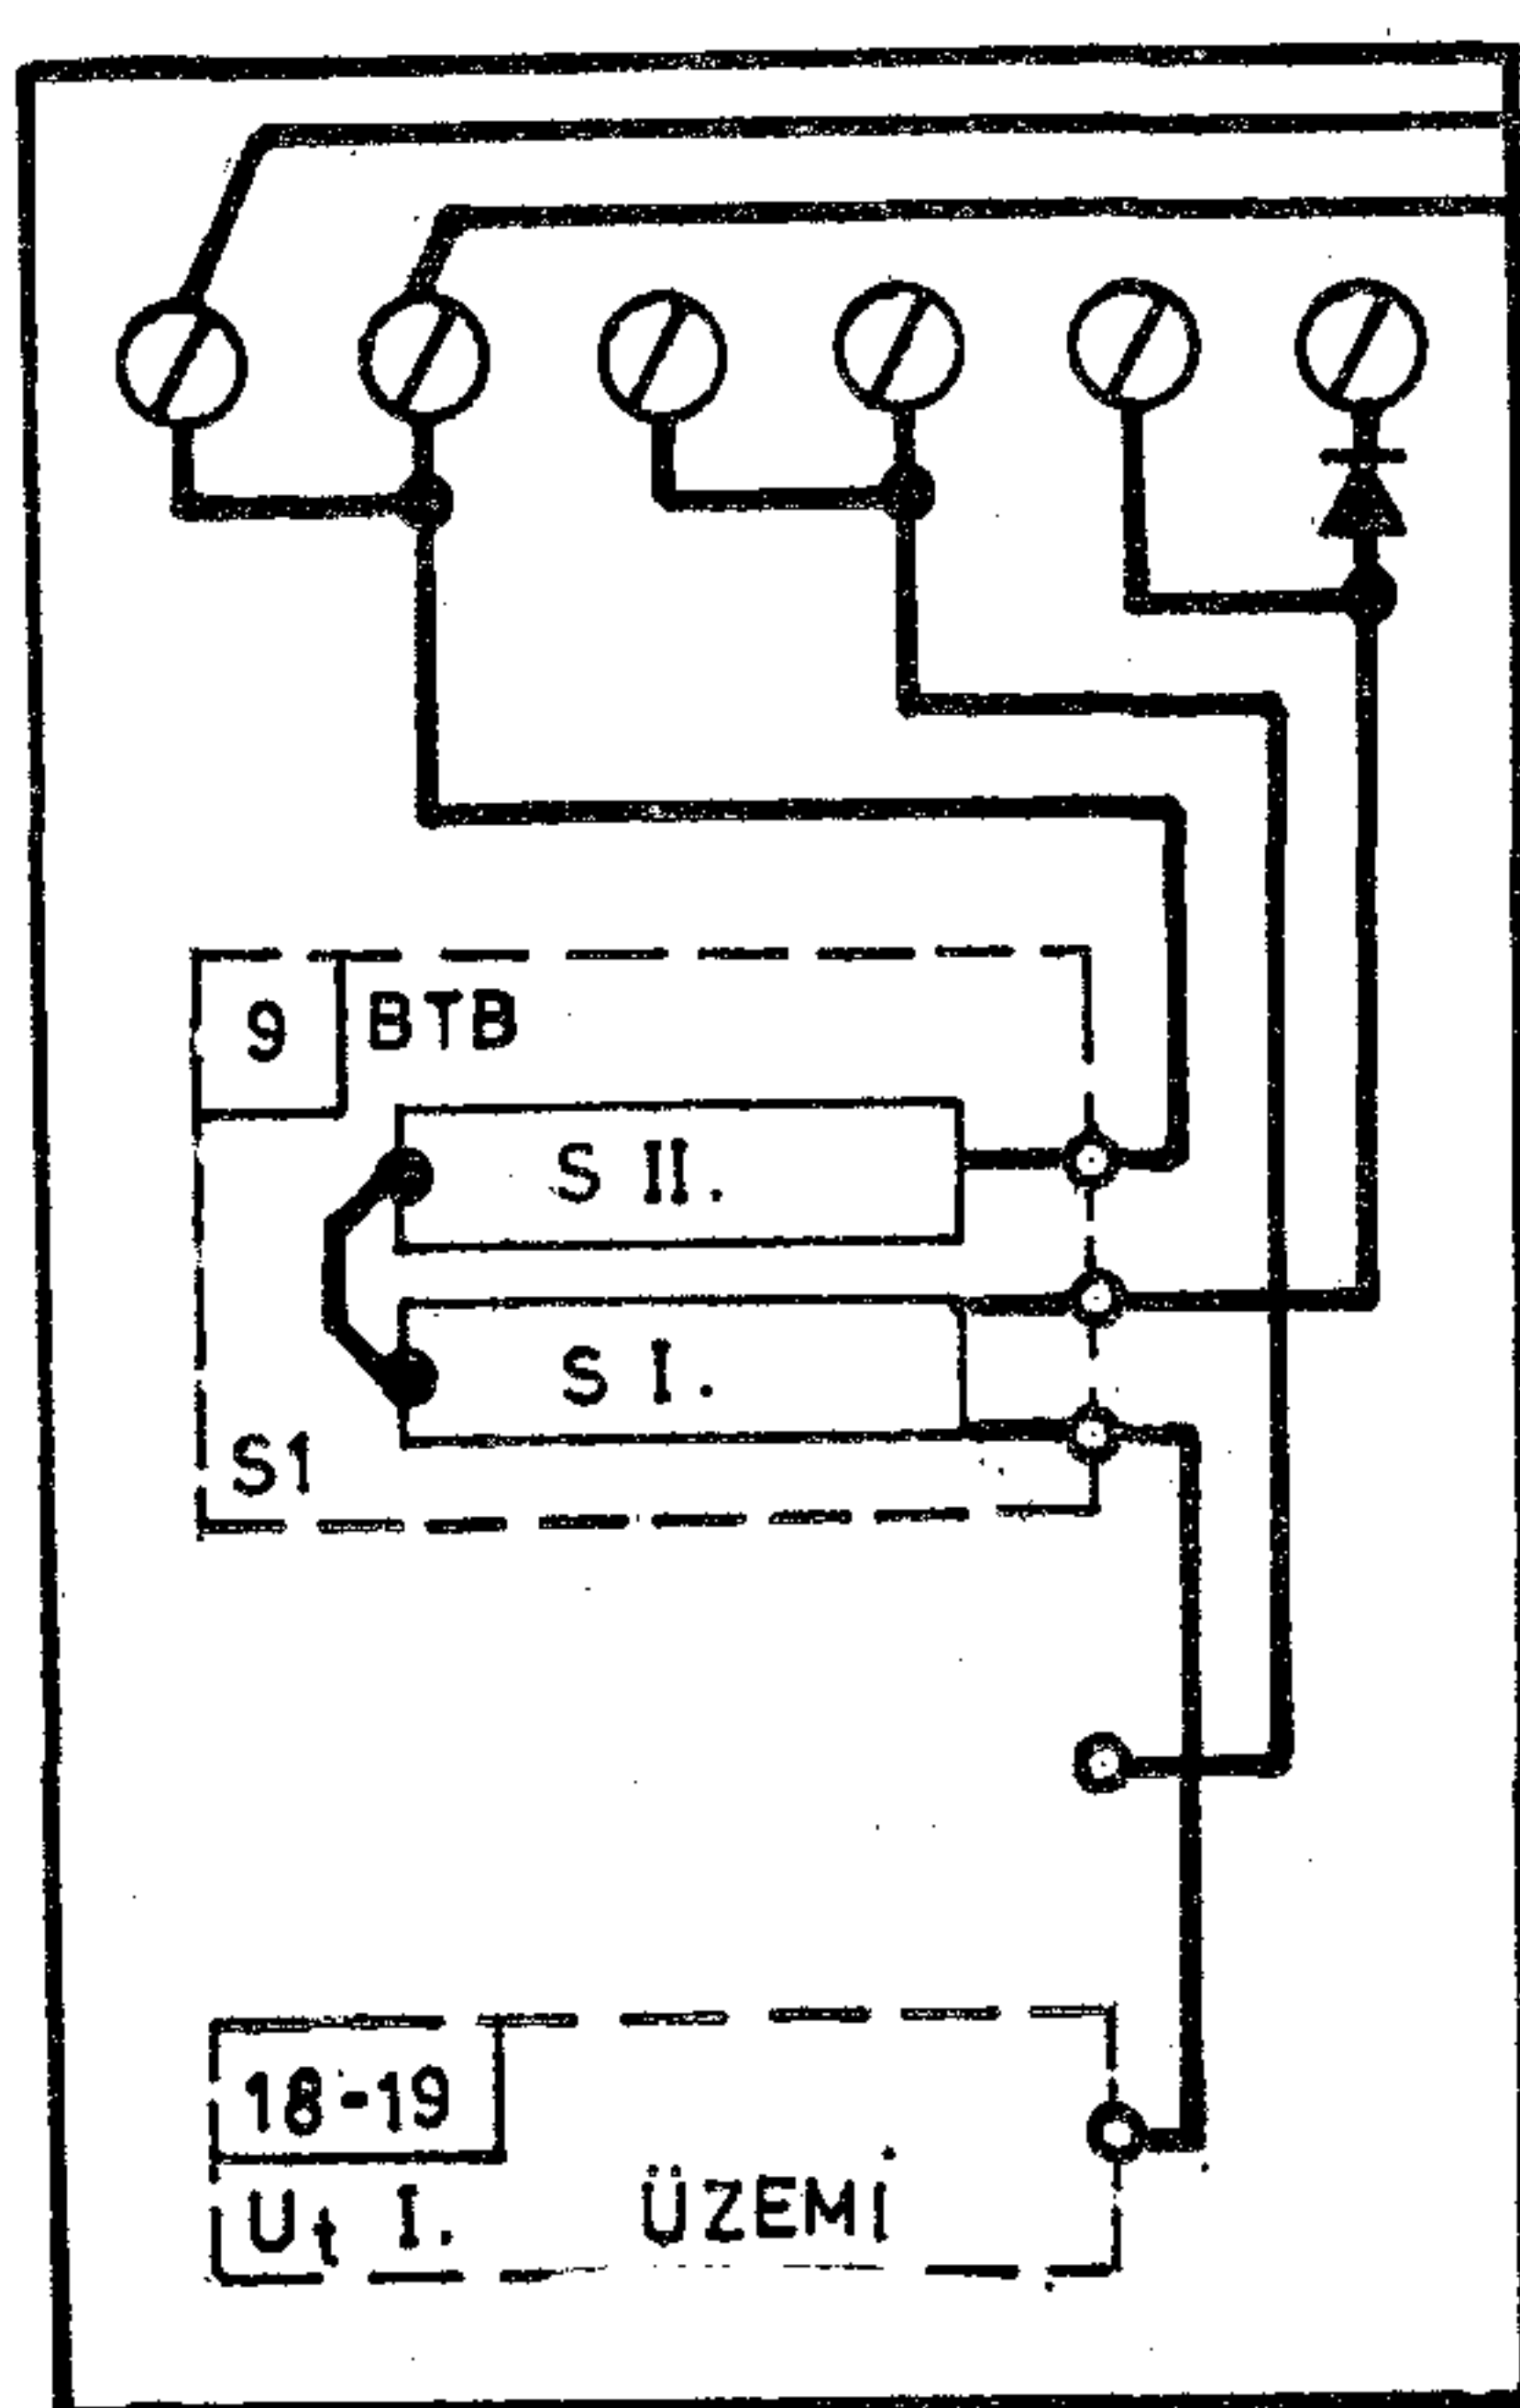 9 BTB
S II.
S I.
S1
18-19
Ut I. ÜZEMI